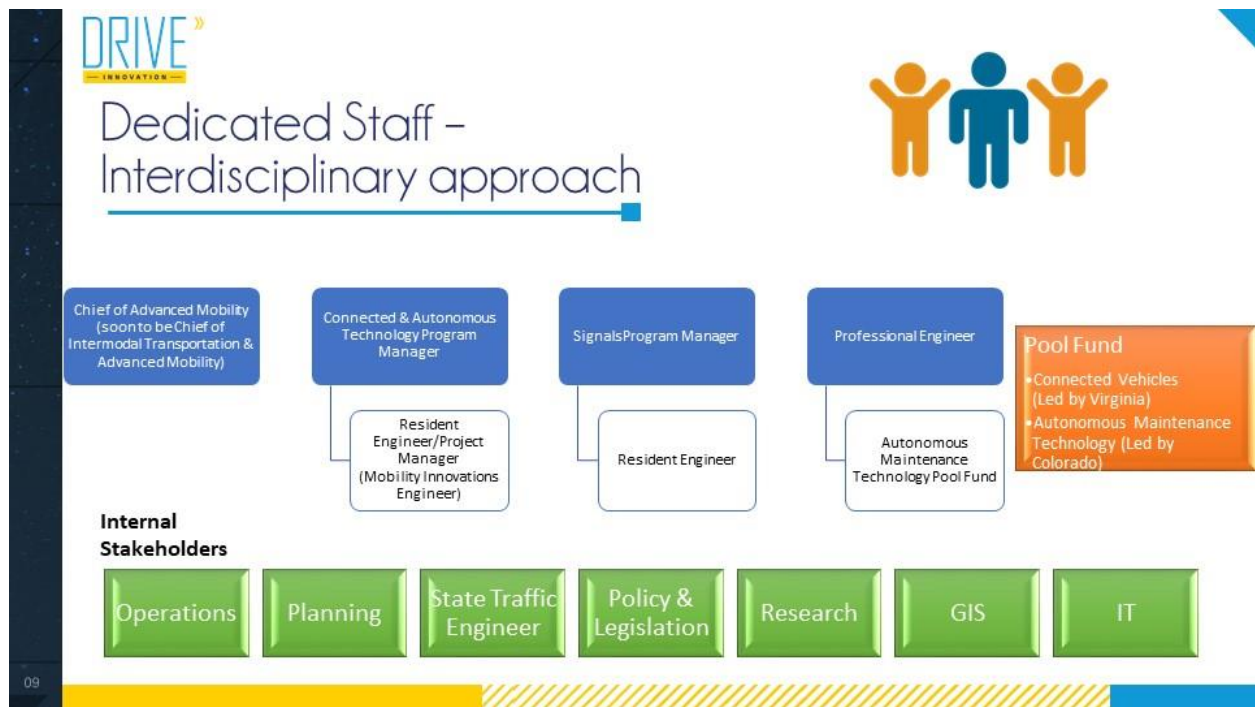 DRIVE »
INNOVATION
Dedicated Staff –
Interdisciplinary approach
Chief of Advanced Mobility
(soon to be Chief of
Intermodal Transportation &
Advanced Mobility)
Connected & Autonomous
Technology Program
Manager
SignalsProgram Manager
Professional Engineer
Pool Fund
•Connected Vehicles
(Led by Virginia)
•Autonomous Maintenance
Technology (Led by
Colorado)
Resident
Engineer/Project
Manager
(Mobility Innovations
Engineer)
Resident Engineer
Autonomous
Maintenance
Technology Pool Fund
Internal
Stakeholders
Operations
Planning
State Traffic
Engineer
Policy &
Legislation
Research
GIS
IT
09